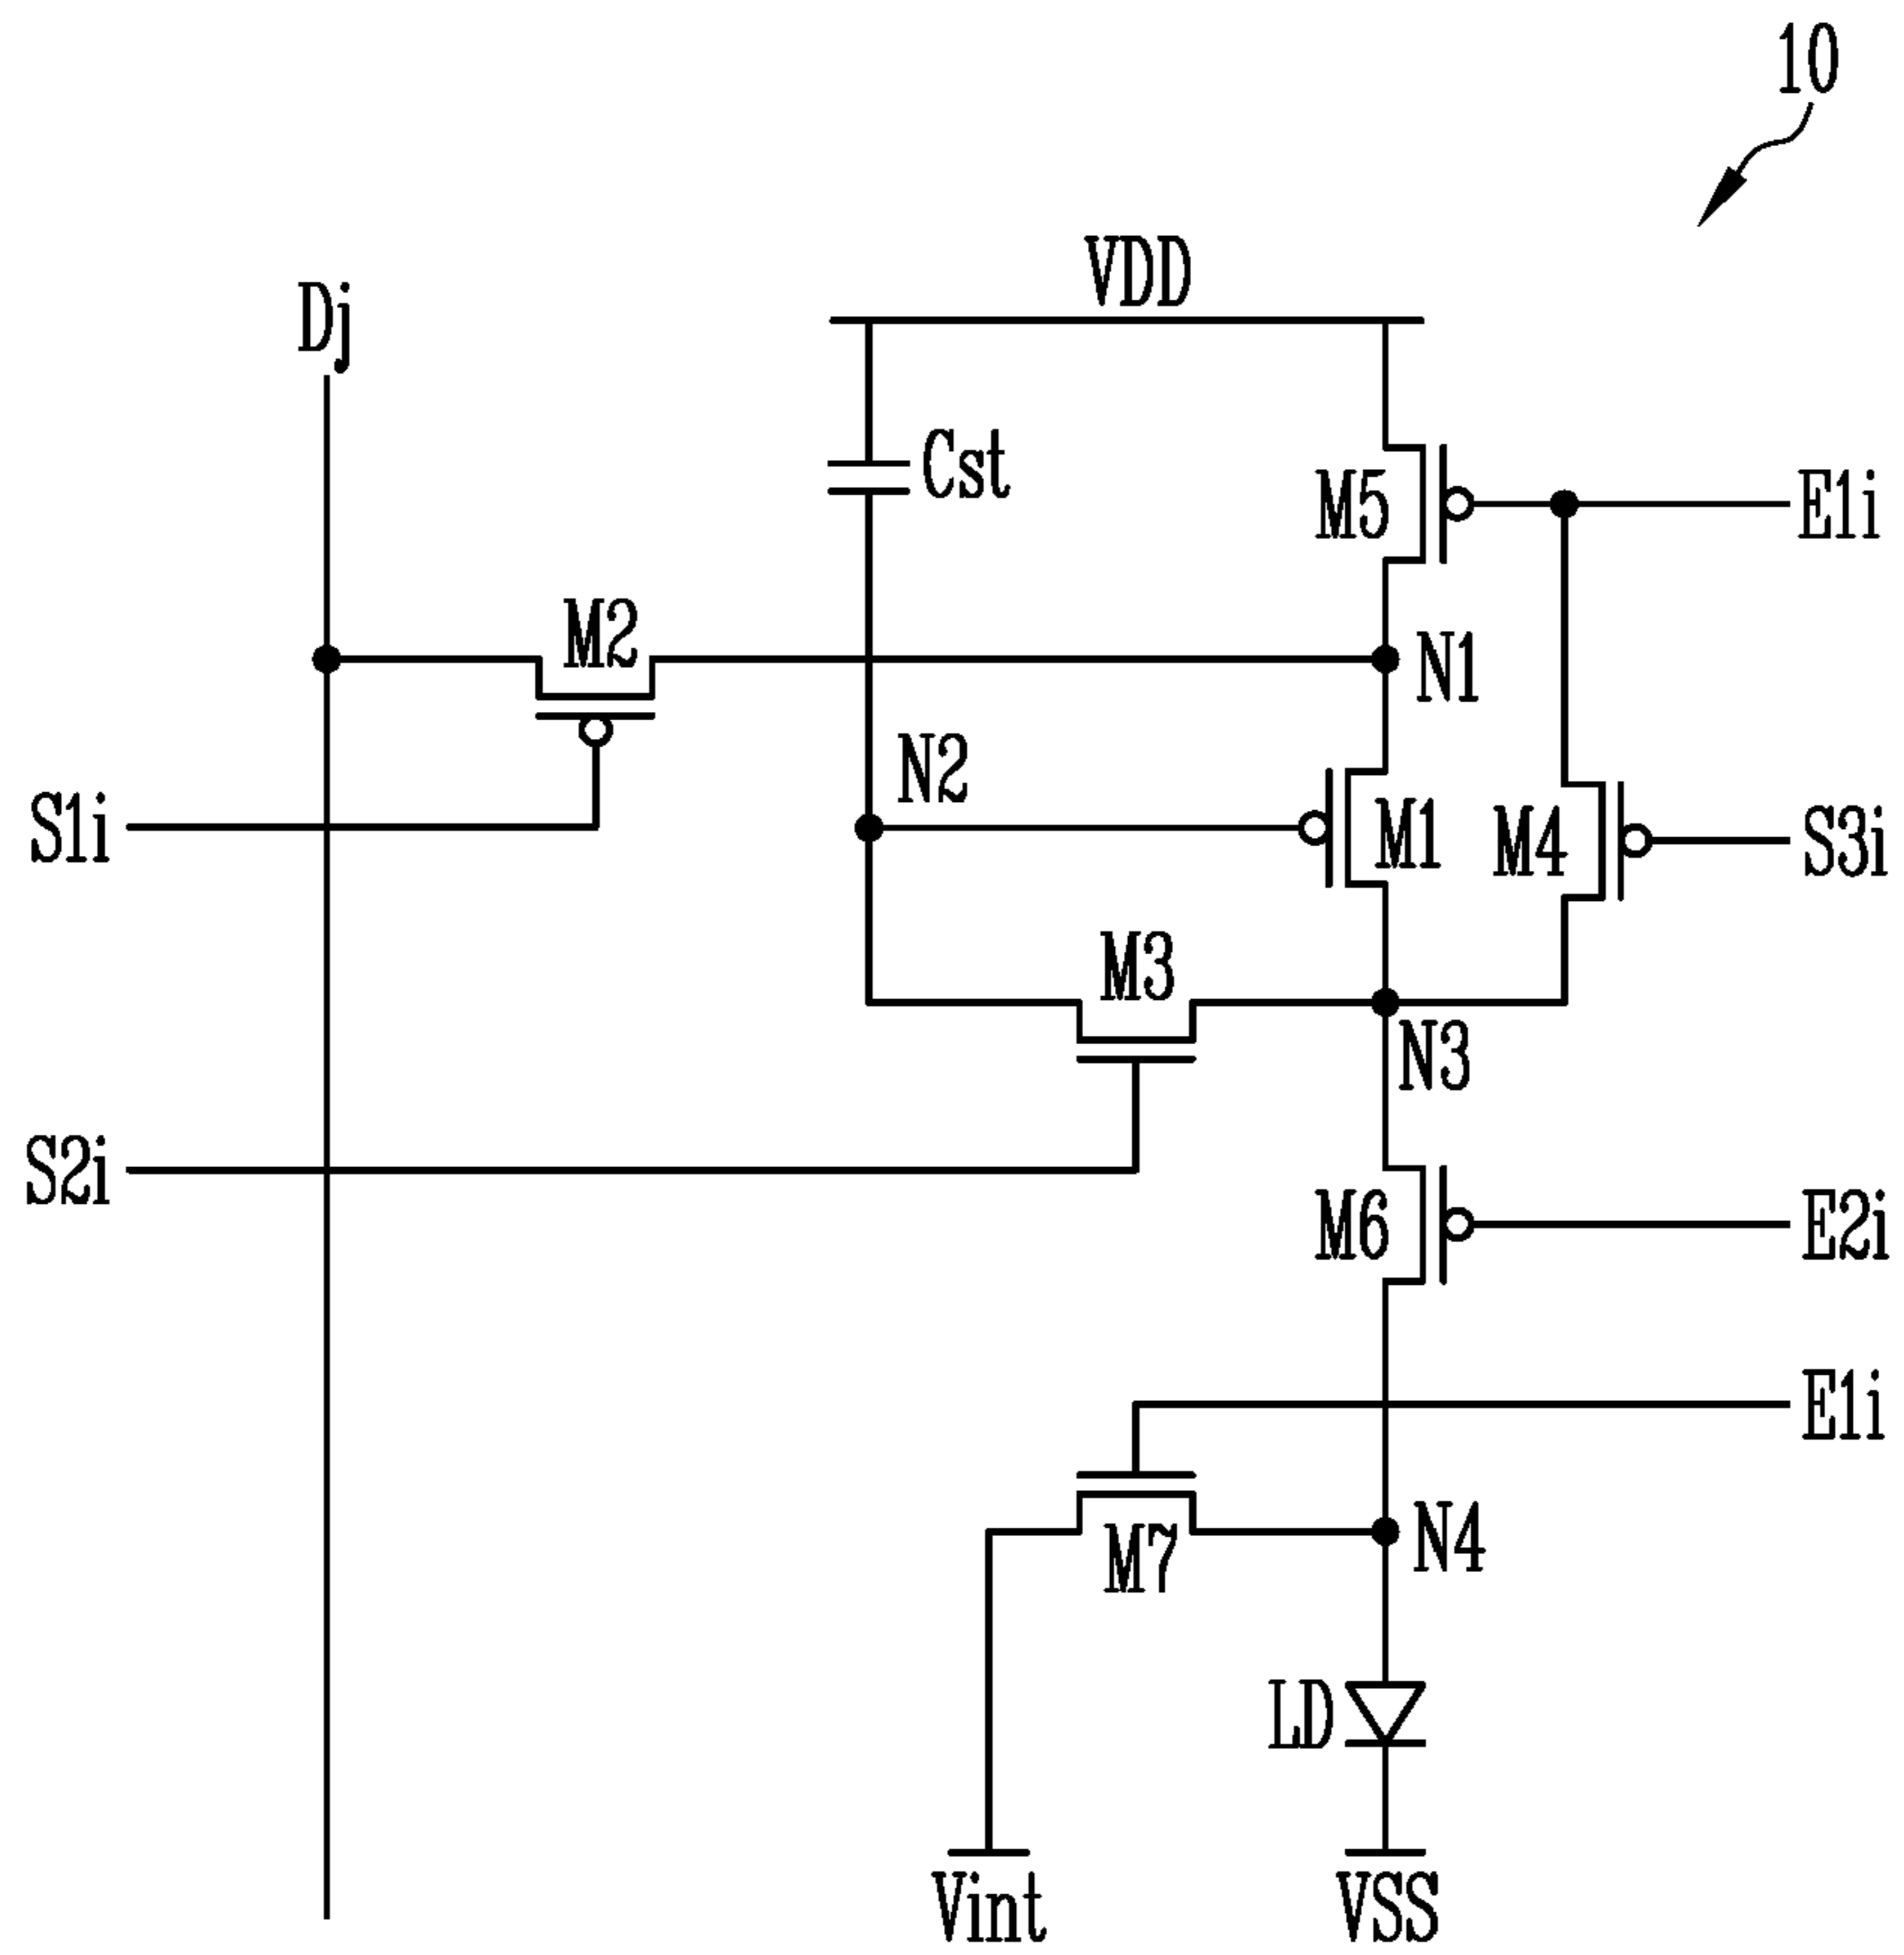 10
VDD
Dj
Cst
M5
E1i
M2
N1
N2
S1i
M1
M4
S3i
M3
N3
S2i
M6
E2i
E1i
N4
M7
LD
Vint
VSS